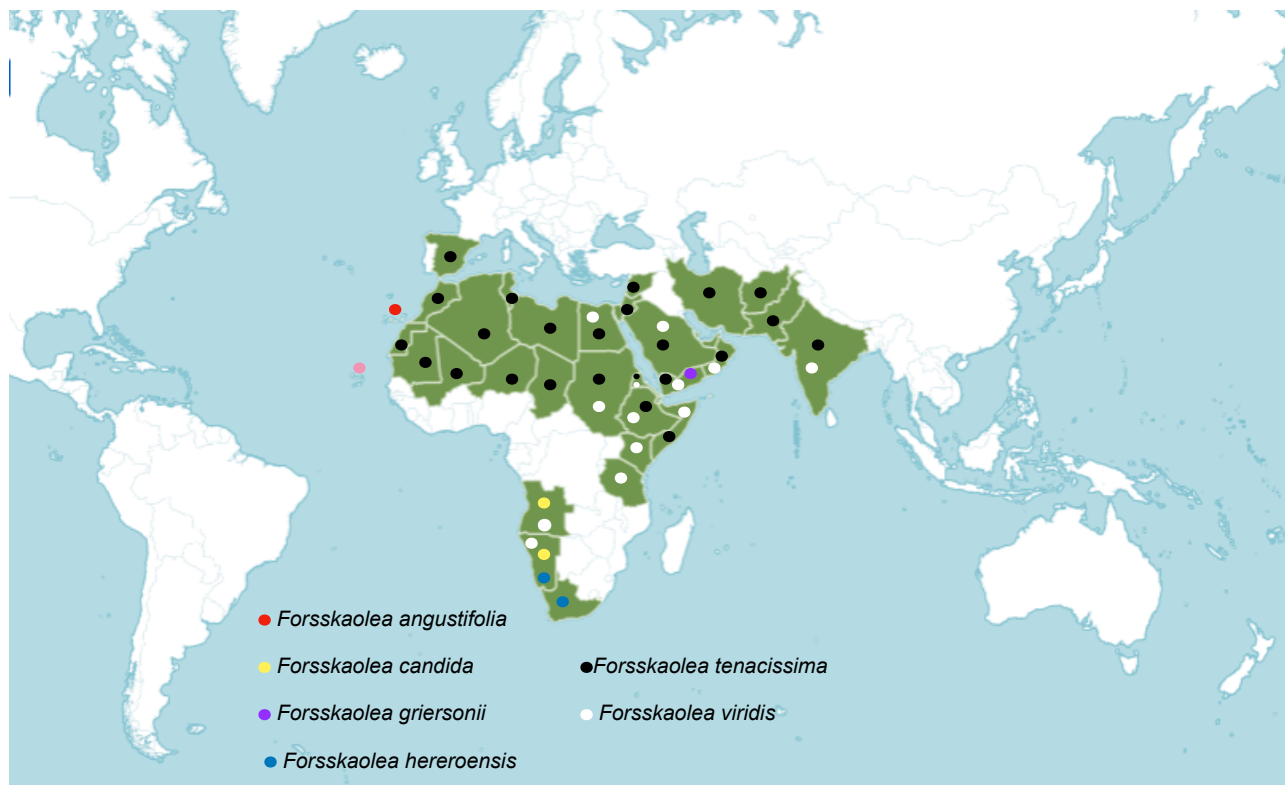 Forsskaolea angustifolia
Forsskaolea candida
Forsskaolea tenacissima
Forsskaolea griersonii
Forsskaolea viridis
Forsskaolea hereroensis